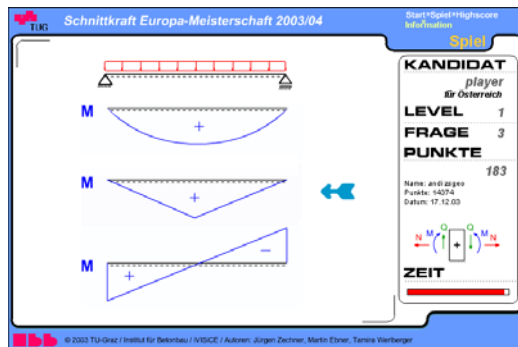 TUG
Schnittkraft Europa-Meisterschaft 2003/04
Start•Spiel•Highscore
Information
Spiel
KANDIDAT
player
für Österreich
LEVEL 1
FRAGE 3
PUNKTE
183
Name: andizsgeo
Punkte: 14074
Datum: 17.12.03
M
+
M
+
M
+
−
N M Q + Q M N
ZEIT
© 2003 TU-Graz / Institut für Betonbau / iVISiCE / Autoren: Jürgen Zechner, Martin Ebner, Tamira Werlberger